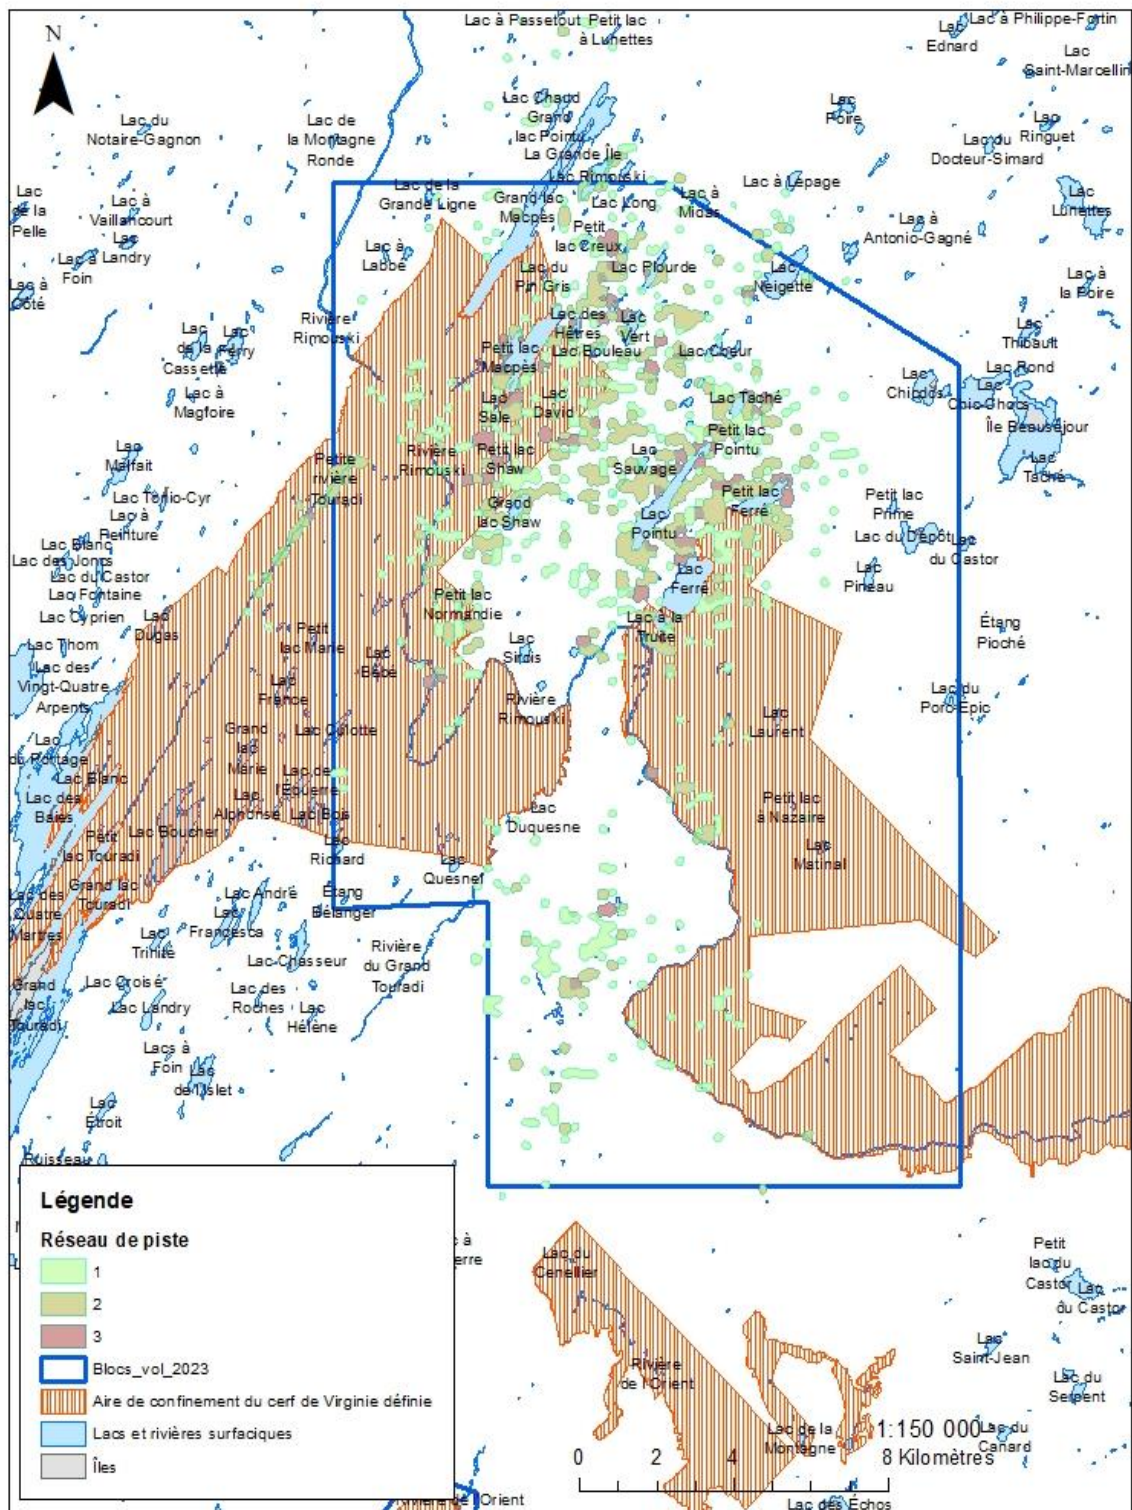 Lac à Passetout
Petit lac
à Lunettes
Lac
Ednard
Lac à Philippe-Fortin
Lac
Saint-Marcellin
N
Lac du
Notaire-Gagnon
Lac de
la Montagne
Ronde
Lac Chaud
Grand
lac Pointu
La Grande Île
Lac Rimouski
Lac
Poire
Lac
Ringuet
Lac du
Docteur-Simard
Lac
de la
Pelle
Lac à
Vaillancourt
Lac
Landry
Lac à
Foin
Lac à
Côté
Lac de la
Grande Ligne
Lac à
Labbé
Grand lac
Macpès
Lac Long
Lac à
Midas
Lac à Lépage
Lac à
Antonio-Gagné
Lac
Lunettes
Petit
lac Creux
Lac du
Pin Gris
Lac Plourde
Lac
Neigette
Lac à
la Foire
Rivière
Rimouski
Lac
de la
Cassette
Lac
Ferry
Lac à
Magloire
Lac des
Hêtres
Lac
Vert
Petit lac
Macpès
Lac Bouleau
Lac Coeur
Lac
Thibault
Lac Rond
Lac
Chicdos
Lac
Chic-Chocs
Île Beauséjour
Lac
Taché
Lac
Sale
Lac
David
Lac Taché
Petit lac
Pointu
Lac
Malfait
Lac Tonio-Cyr
Lac à
Peinture
Petite
rivière
Touradi
Rivière
Rimouski
Petit lac
Shaw
Lac
Sauvage
Grand
lac Shaw
Lac
Pointu
Petit lac
Ferré
Petit lac
Prime
Lac du Dépôt
Lac
du Castor
Lac Blanc
Lac des Joncs
Lac du Castor
Lac Fontaine
Lac Cyprien
Lac
Dugas
Lac
Ferré
Lac
Pineau
Petit lac
Normandie
Lac à la
Truite
Étang
Pioché
Lac Thom
Lac des
Vingt-Quatre
Arpents
Petit
lac Marie
Lac
Bébé
Lac
Sirois
Lac
France
Rivière
Rimouski
Lac du
Porc-Épic
Lac
du Portage
Grand
lac
Marie
Lac Culotte
Lac
Laurent
Lac Blanc
Lac des
Baies
Lac de
l'Équerre
Lac
Alphonse
Lac Bois
Lac
Duquesne
Petit lac
à Nazaire
Lac
Matinal
Petit
lac Touradi
Lac Boucher
Lac
Richard
Lac
Quesnel
Grand lac
Touradi
Lac des
Quatre
Martres
Lac André
Lac
Francesca
Étang
Bélanger
Lac
Trinité
Lac Chasseur
Rivière
du Grand
Touradi
Grand
lac
Touradi
Lac Croisé
Lac Landry
Lac des
Roches
Lac
Hélène
Lacs à
Foin
Lac
de l'Islet
Lac
Étroit
Ruisseau
Légende
Réseau de piste
1
2
3
Blocs_vol_2023
Aire de confinement du cerf de Virginie définie
Lacs et rivières surfaciques
Îles
Lac du
Cenellier
Rivière
de l'Orient
Petit
lac du
Castor
Lac
du Castor
Lac
Saint-Jean
Lac du
Serpent
Lac du
Canard
Lac de la
Montagne
1:150 000
0 2 4 8 Kilomètres
Rivière de l'Orient
Lac des Échos